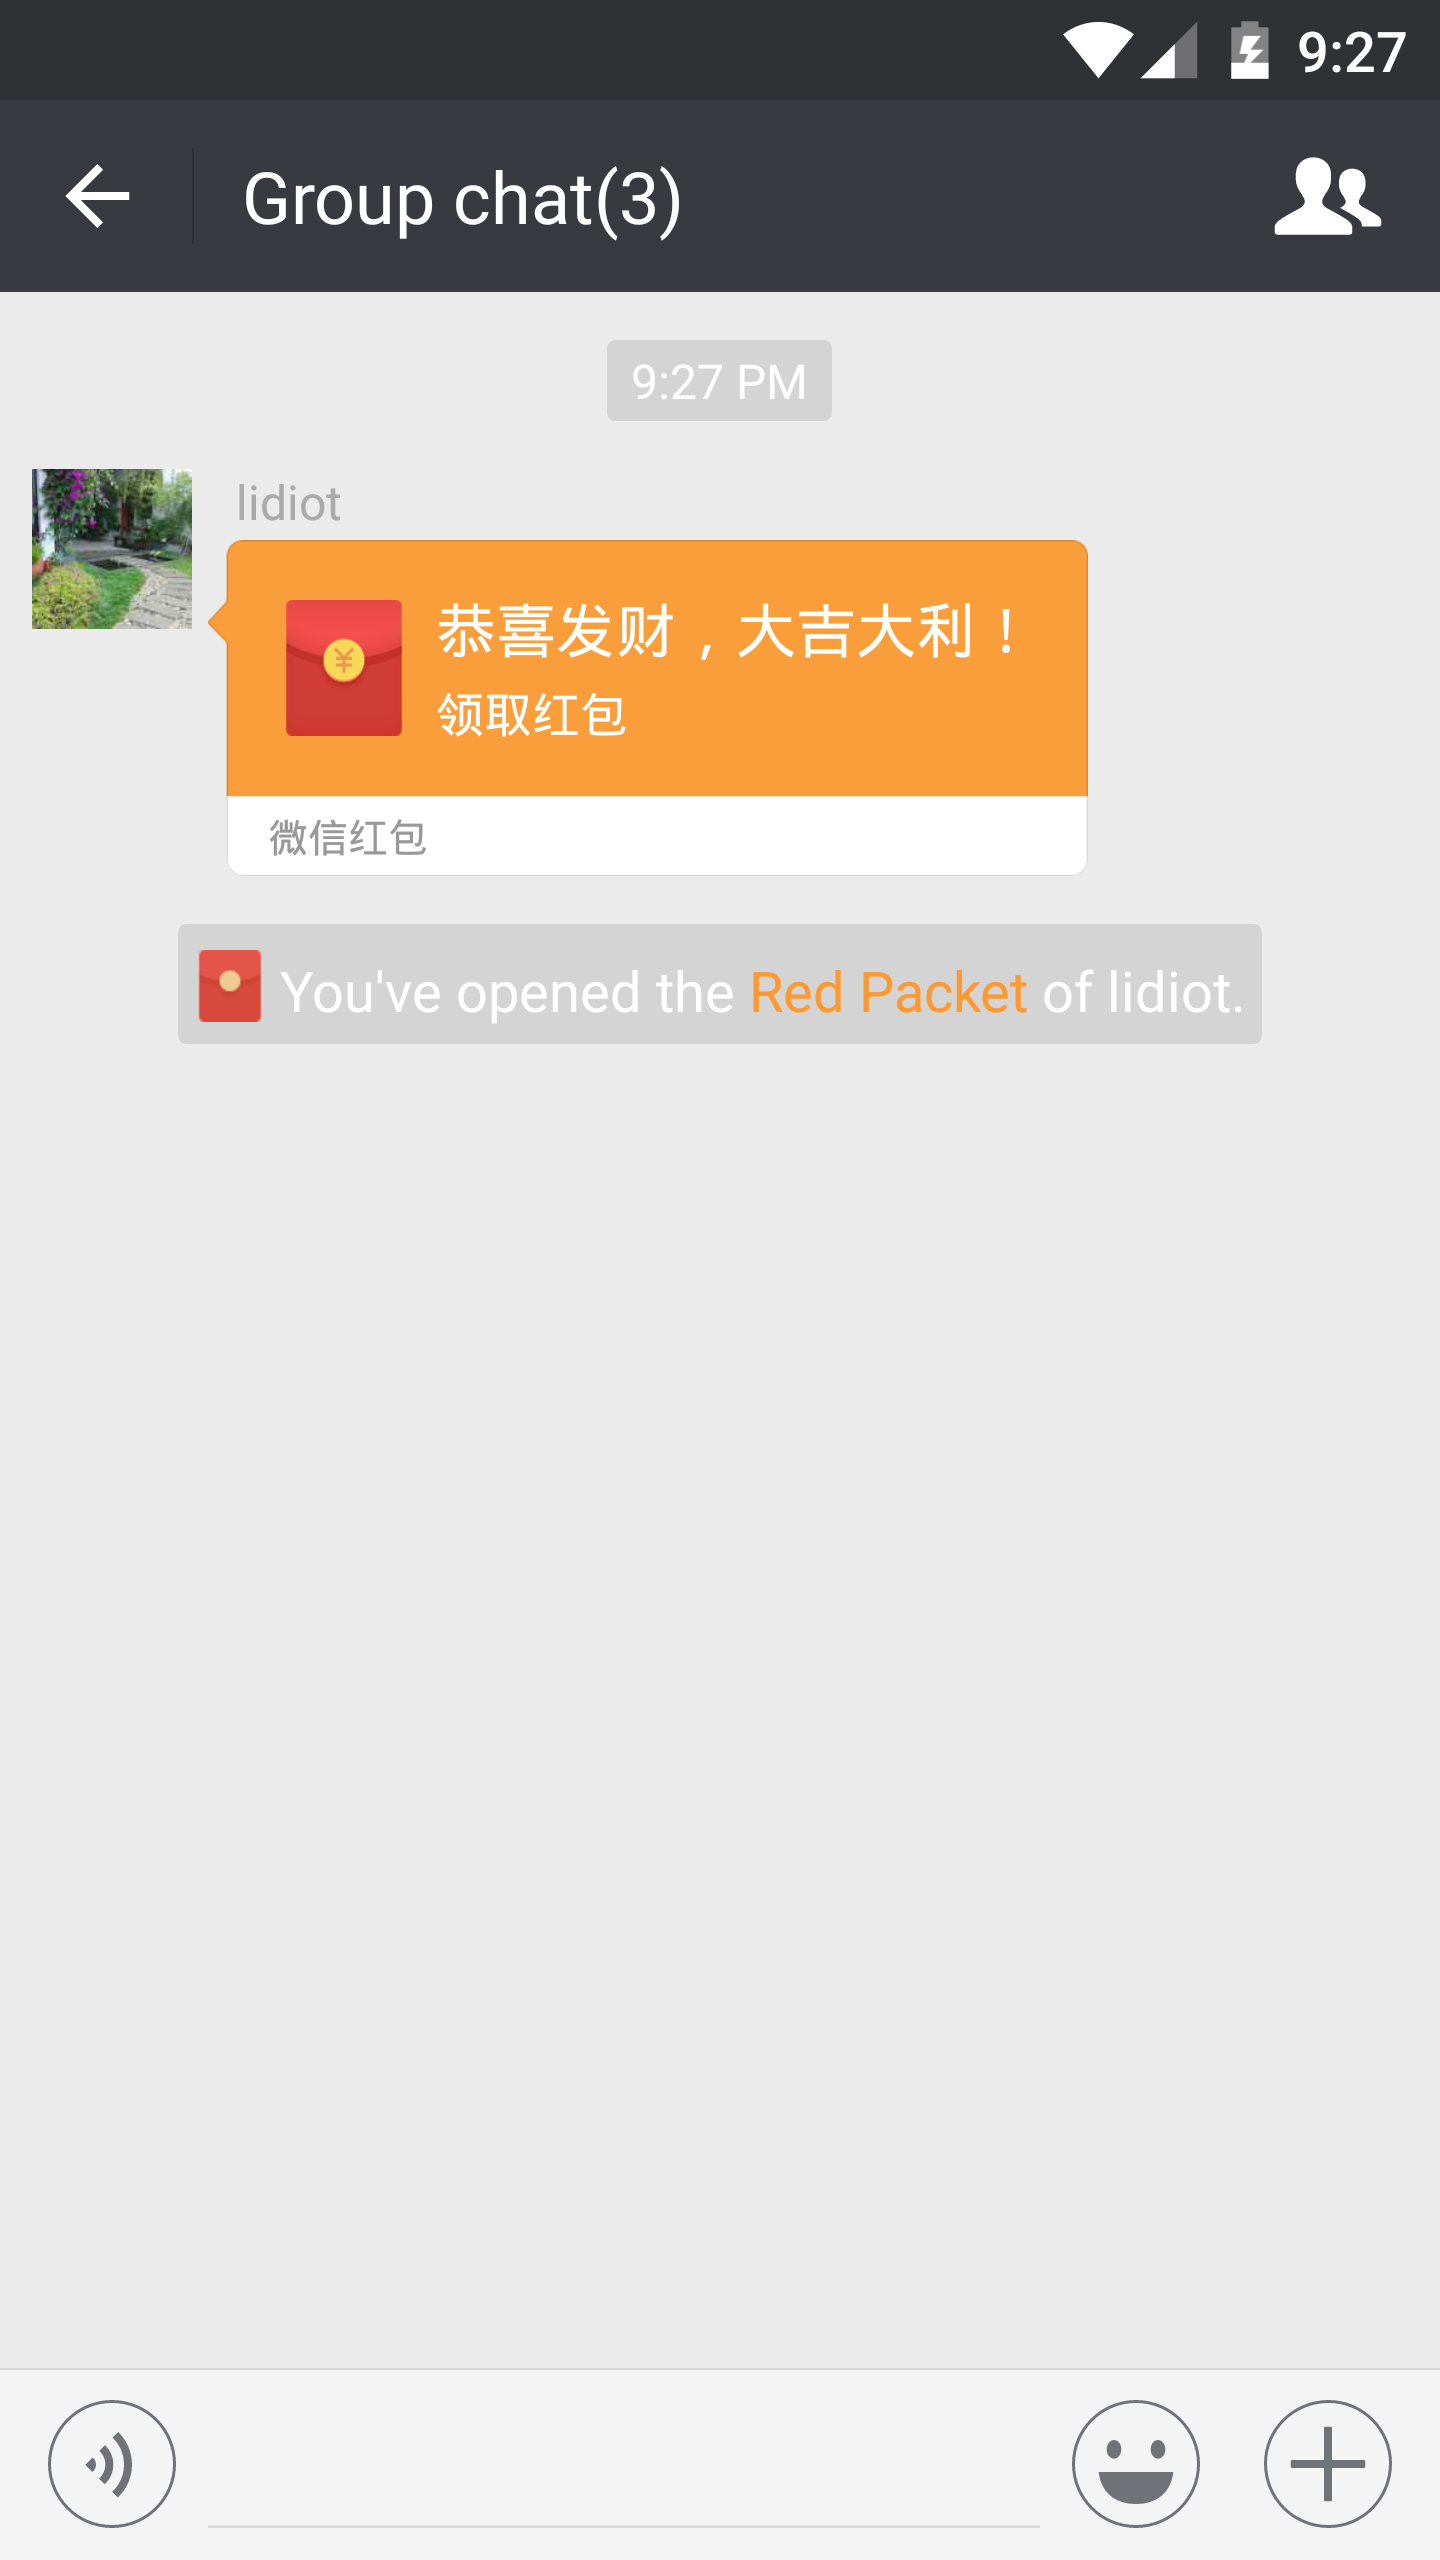 9:27
Group chat(3)
9:27 PM
lidiot
恭喜发财，大吉大利！
领取红包
微信红包
You've opened the Red Packet of lidiot.